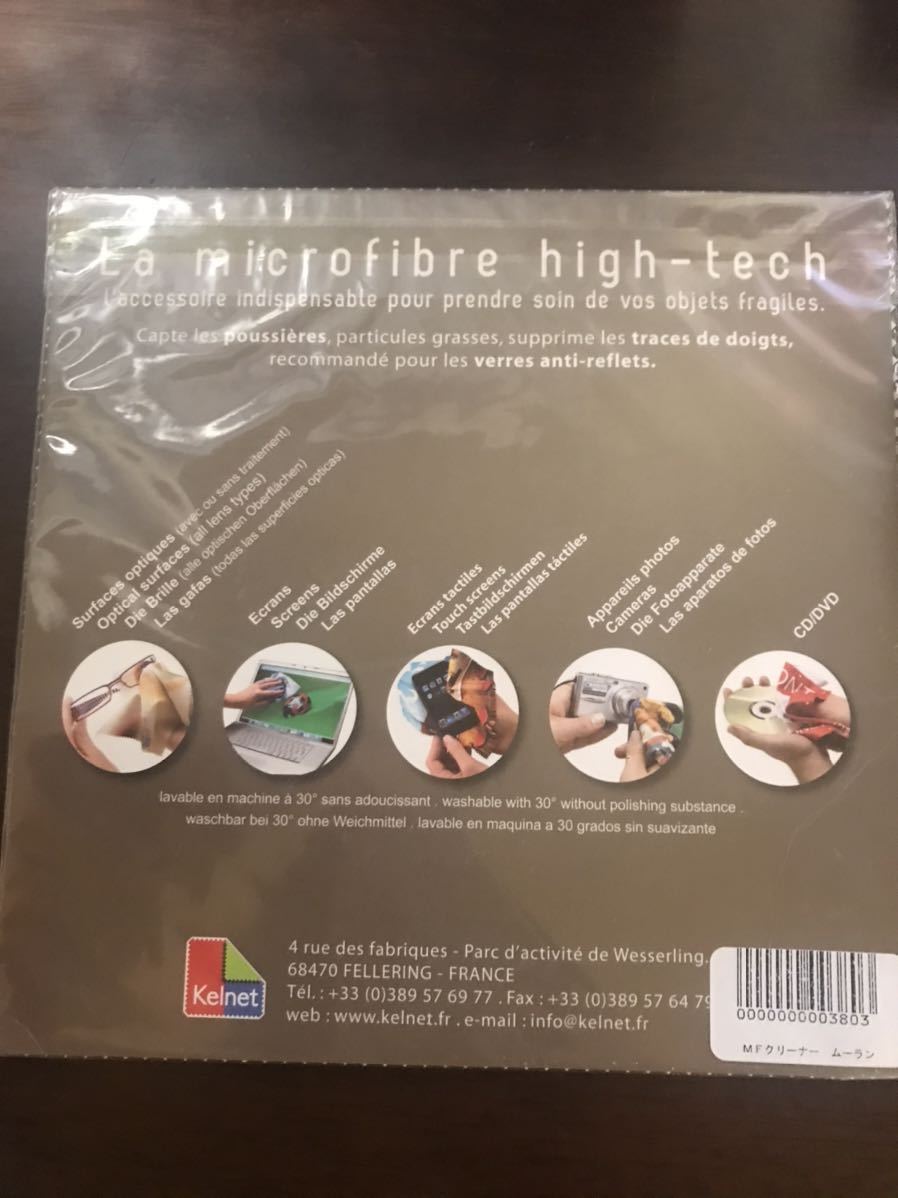 La microfibre high-tech
l'accessoire indispensable pour prendre soin de vos objets fragiles.
Capte les poussières, particules grasses, supprime les traces de doigts,
recommandé pour les verres anti-reflets.
Surfaces optiques (avec ou sans traitement)
Optical surfaces (all lens types)
Die Brille (alle optischen Oberflächen)
Las gafas (todas las superficies opticas)
Ecrans
Screens
Die Bildschirme
Las pantallas
Ecrans tactiles
Touch screens
Tastbildschirmen
Las pantallas táctiles
Appareils photos
Cameras
Die Fotoapparate
Las aparatos de fotos
CD/DVD
lavable en machine à 30° sans adoucissant . washable with 30° without polishing substance .
waschbar bei 30° ohne Weichmittel . lavable en maquina a 30 grados sin suavizante
Kelnet
4 rue des fabriques - Parc d'activité de Wesserling.
68470 FELLERING - FRANCE
Tél. : +33 (0)389 57 69 77 . Fax : +33 (0)389 57 64 79
web : www.kelnet.fr . e-mail : info@kelnet.fr
0000000003803
MFクリーナー ムーラン